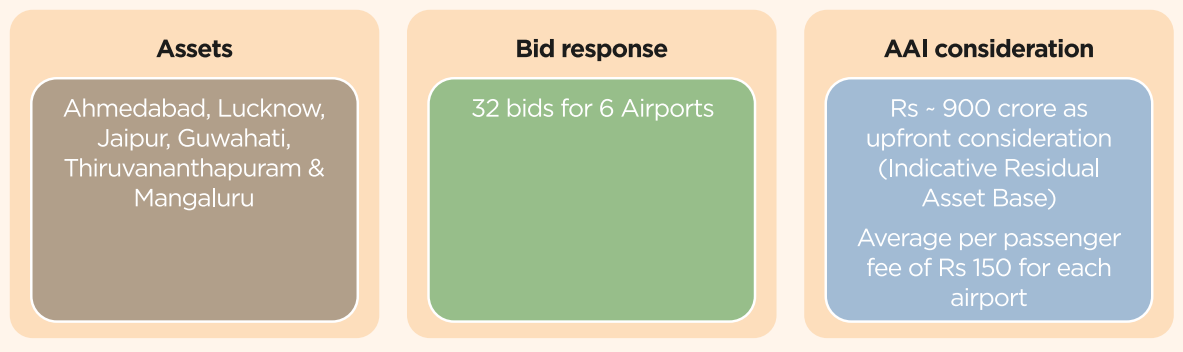 Assets
Ahmedabad, Lucknow,
Jaipur, Guwahati,
Thiruvananthapuram &
Mangaluru
Bid response
32 bids for 6 Airports
AAI consideration
Rs ~ 900 crore as
upfront consideration
(Indicative Residual
Asset Base)
Average per passenger
fee of Rs 150 for each
airport